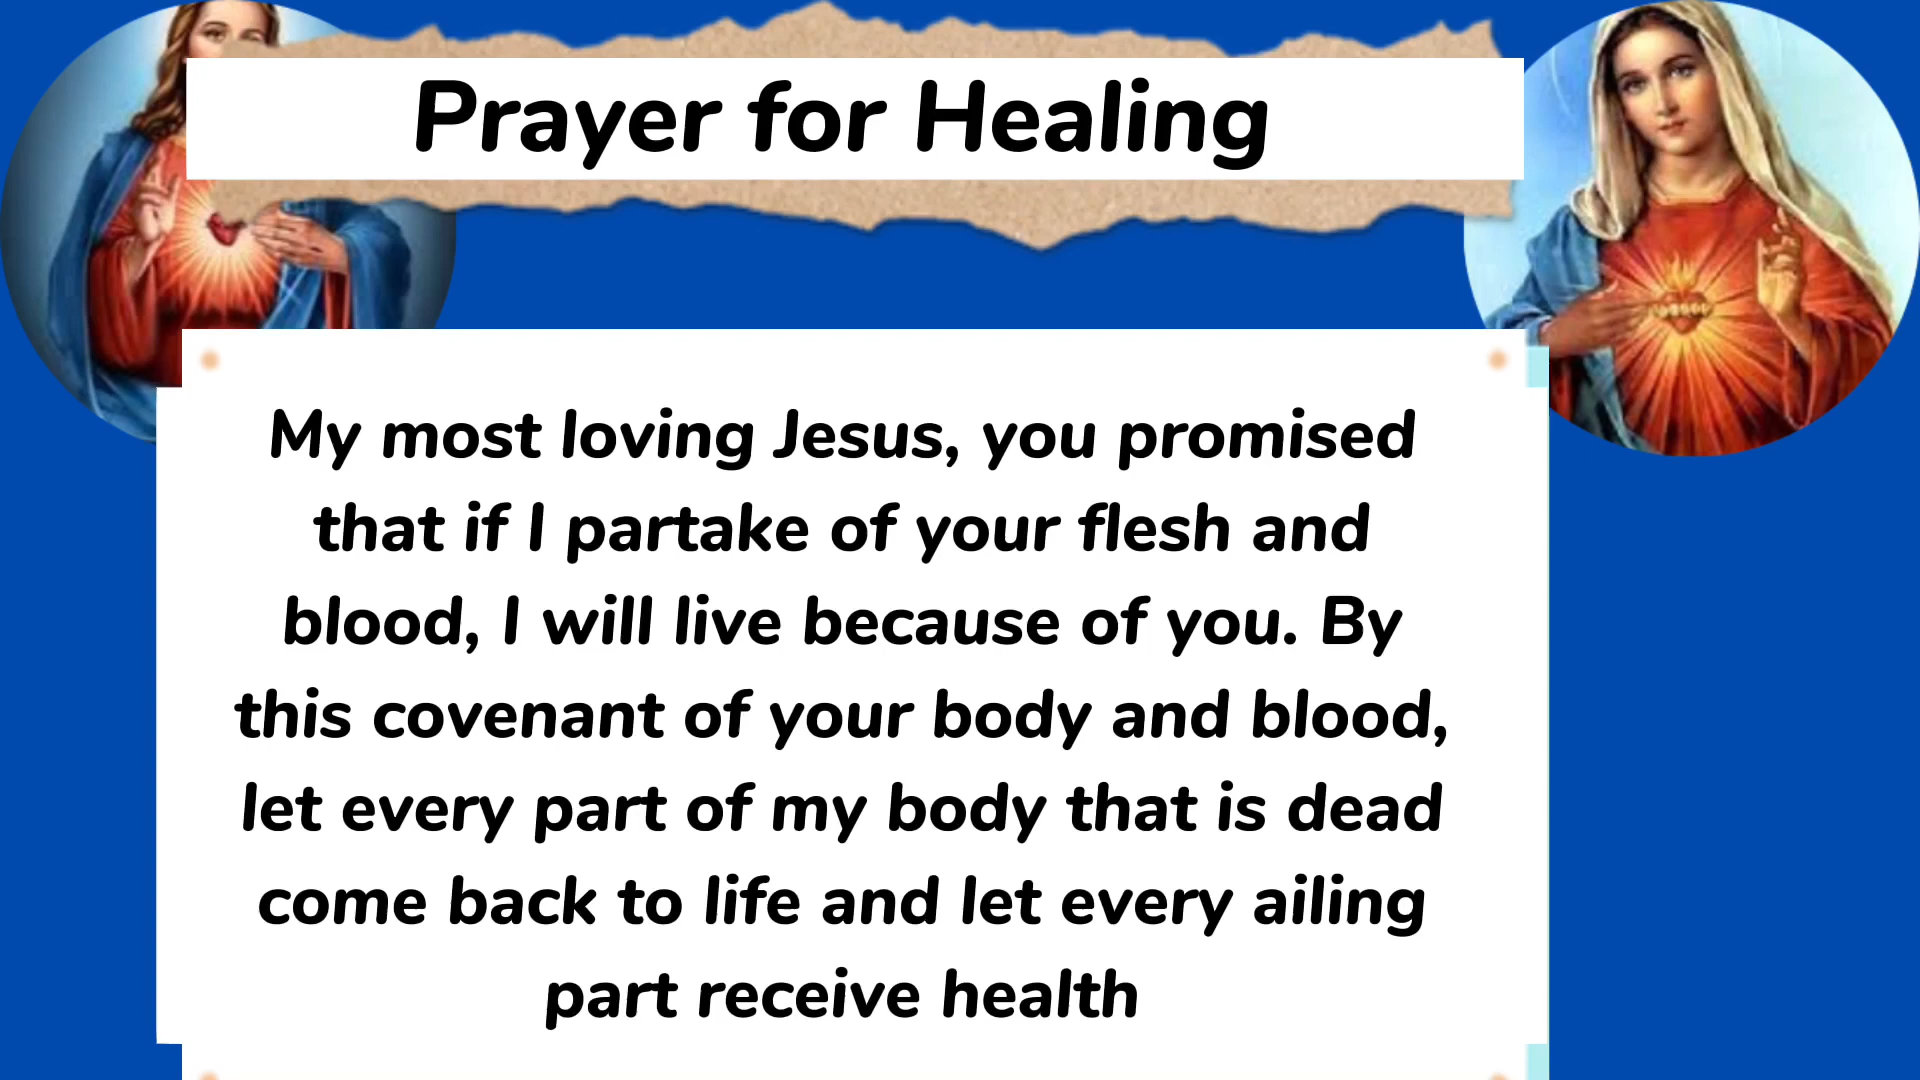 Prayer for Healing
My most loving Jesus, you promised
that if I partake of your flesh and
blood, I will live because of you. By
this covenant of your body and blood,
let every part of my body that is dead
come back to life and let every ailing
part receive health